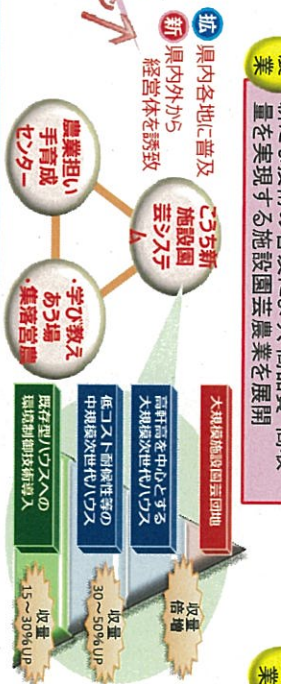 業
量を実現する施設園芸農業を展開
業
拡 県内各地に普及
新 県内外から
経営体を誘致
こうち新
施設園
芸システ
ム
農業担い
手育成
センター
・学び教え
あう場
・集落営農
大規模施設園芸団地
高軒高を中心とする
大規模次世代ハウス
低コスト耐候性等の
中規模次世代ハウス
既存型ハウスへの
環境制御技術導入
収量
倍増
収量
30～50%UP
収量
15～30%UP